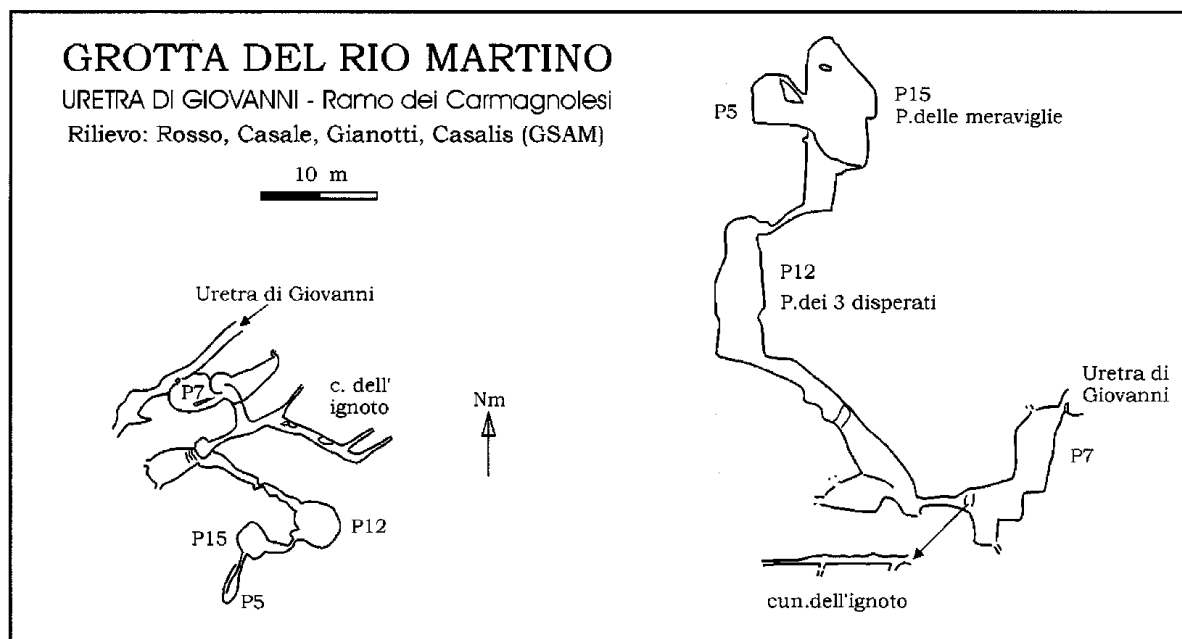 GROTTA DEL RIO MARTINO
URETRA DI GIOVANNI - Ramo dei Carmagnolesi
Rilievo: Rosso, Casale, Gianotti, Casalis (GSAM)
10 m
Uretra di Giovanni
P7
c. dell'
ignoto
Nm
P12
P15
P5
P5
P15
P.delle meraviglie
P12
P.dei 3 disperati
Uretra di
Giovanni
P7
cun.dell'ignoto